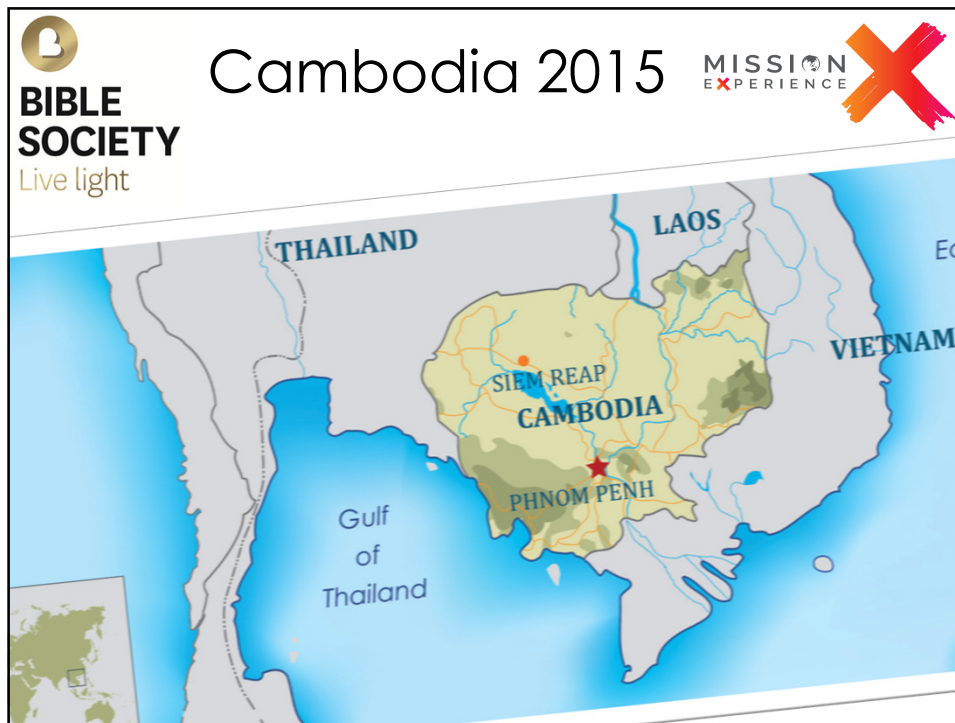 BIBLE
SOCIETY
Live light
Cambodia 2015
MISSION
EXPERIENCE
THAILAND
LAOS
VIETNAM
SIEM REAP
CAMBODIA
PHNOM PENH
Gulf
of
Thailand